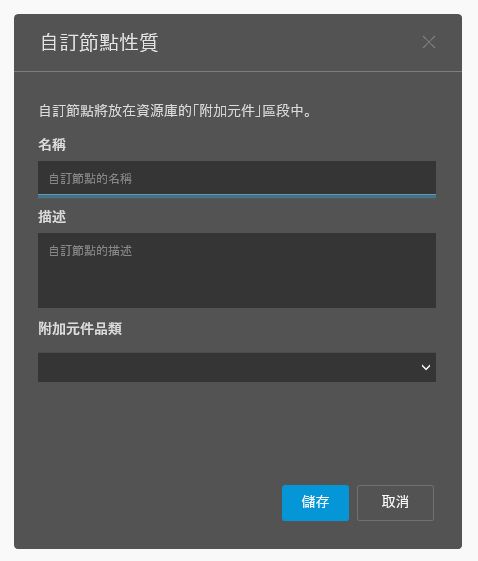 自訂節點性質
自訂節點將放在資源庫的「附加元件」區段中。
名稱
自訂節點的名稱
描述
自訂節點的描述
附加元件品類
儲存
取消